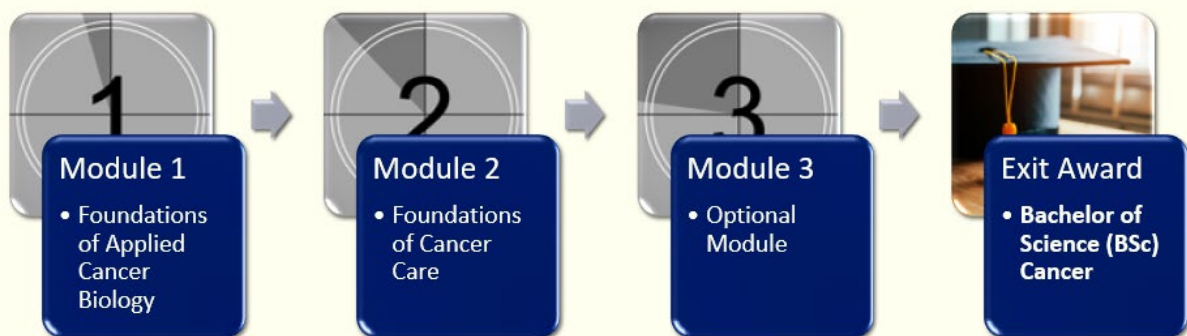 1
Module 1
• Foundations
of Applied
Cancer
Biology
2
Module 2
• Foundations
of Cancer
Care
3
Module 3
• Optional
Module
Exit Award
• Bachelor of
Science (BSc)
Cancer